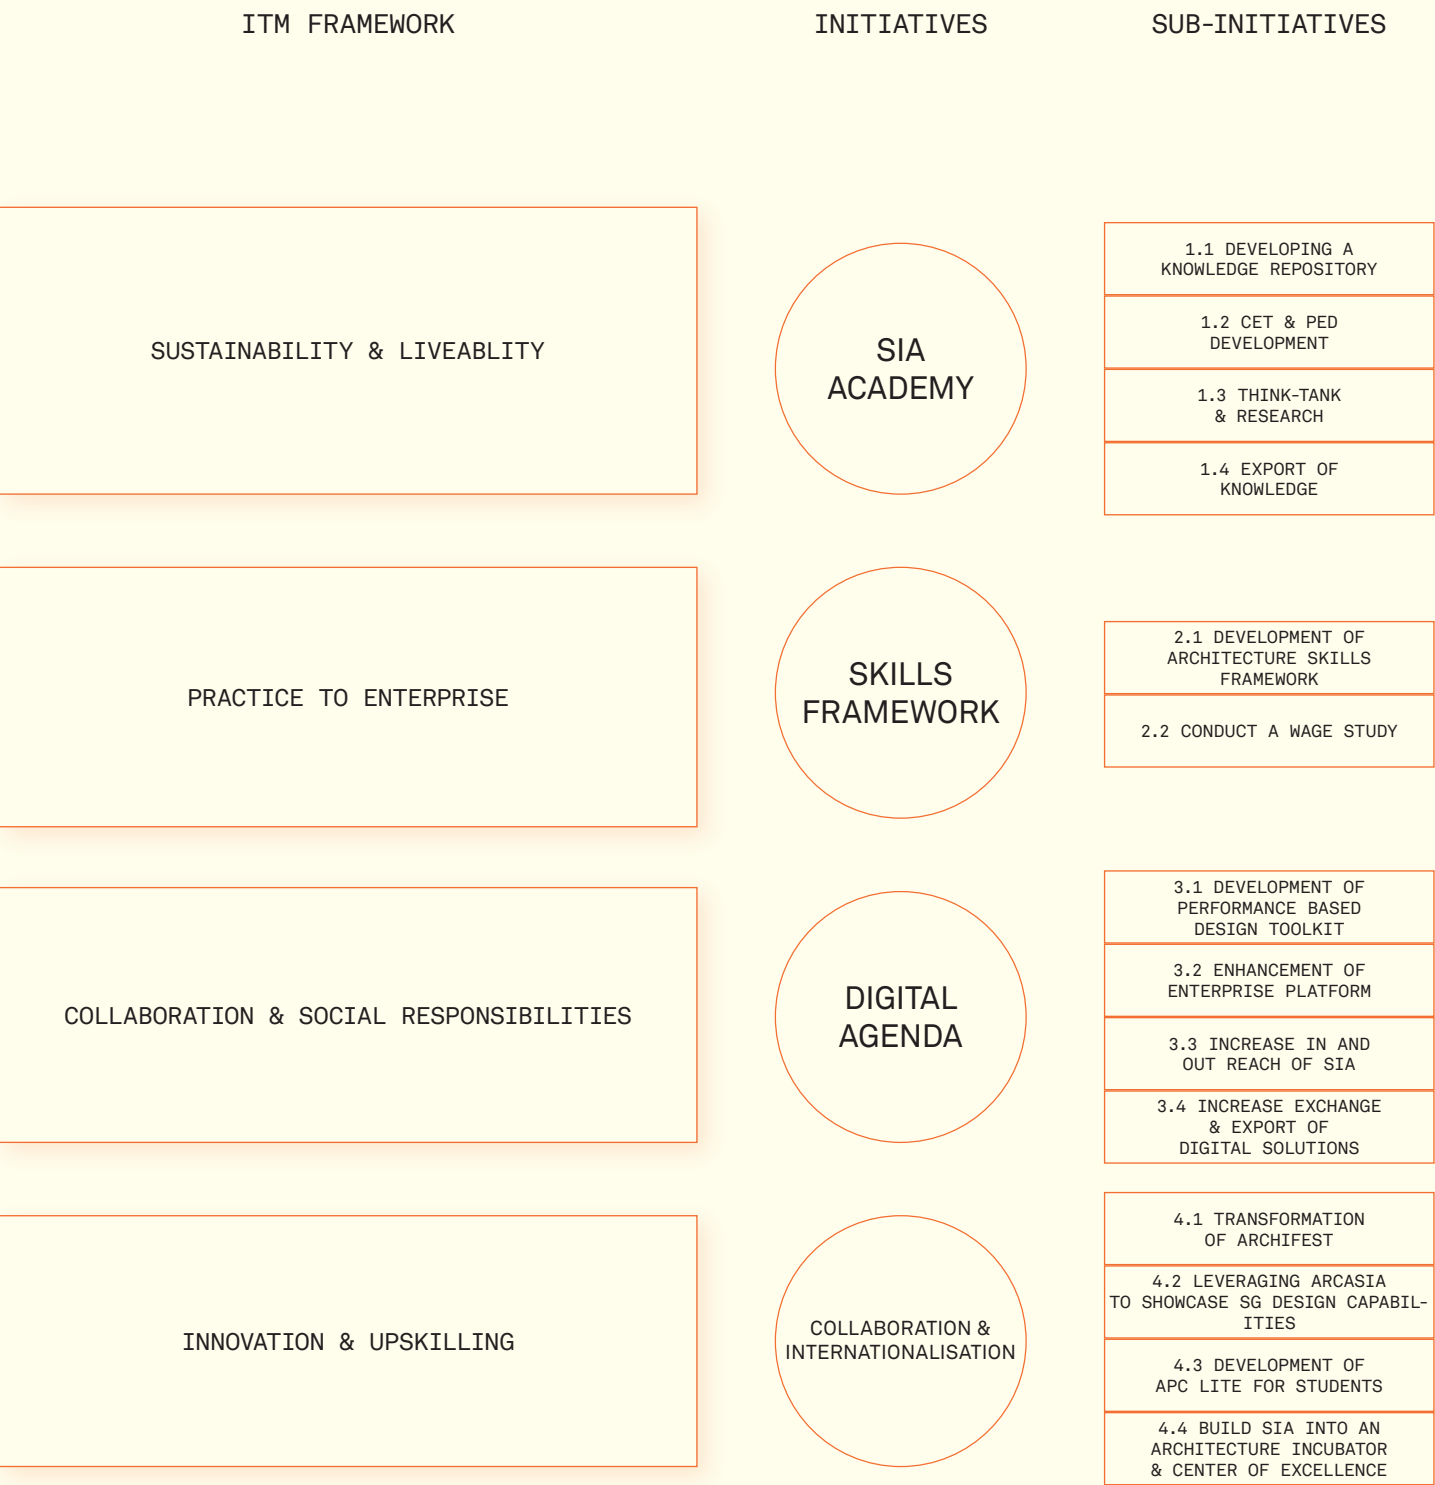 ITM FRAMEWORK
INITIATIVES
SUB-INITIATIVES
SUSTAINABILITY & LIVEABLITY
SIA
ACADEMY
1.1 DEVELOPING A
KNOWLEDGE REPOSITORY
1.2 CET & PED
DEVELOPMENT
1.3 THINK-TANK
& RESEARCH
1.4 EXPORT OF
KNOWLEDGE
PRACTICE TO ENTERPRISE
SKILLS
FRAMEWORK
2.1 DEVELOPMENT OF
ARCHITECTURE SKILLS
FRAMEWORK
2.2 CONDUCT A WAGE STUDY
COLLABORATION & SOCIAL RESPONSIBILITIES
DIGITAL
AGENDA
3.1 DEVELOPMENT OF
PERFORMANCE BASED
DESIGN TOOLKIT
3.2 ENHANCEMENT OF
ENTERPRISE PLATFORM
3.3 INCREASE IN AND
OUT REACH OF SIA
3.4 INCREASE EXCHANGE
& EXPORT OF
DIGITAL SOLUTIONS
INNOVATION & UPSKILLING
COLLABORATION &
INTERNATIONALISATION
4.1 TRANSFORMATION
OF ARCHIFEST
4.2 LEVERAGING ARCASIA
TO SHOWCASE SG DESIGN CAPABIL-
ITIES
4.3 DEVELOPMENT OF
APC LITE FOR STUDENTS
4.4 BUILD SIA INTO AN
ARCHITECTURE INCUBATOR
& CENTER OF EXCELLENCE